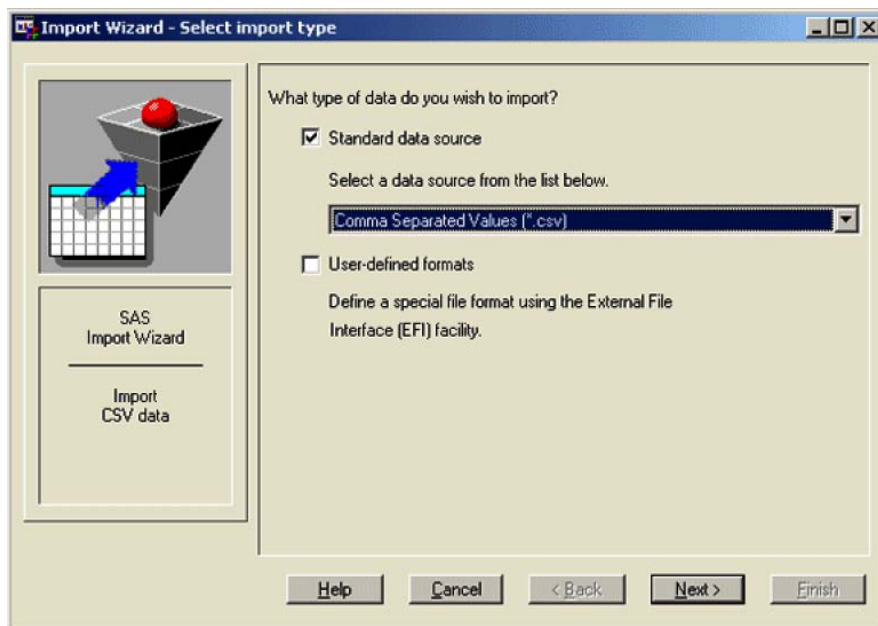 Import Wizard - Select import type
What type of data do you wish to import?
Standard data source
Select a data source from the list below.
Comma Separated Values (*.csv)
User-defined formats
Define a special file format using the External File
Interface (EFI) facility.
SAS
Import Wizard
Import
CSV data
Help Cancel < Back Next > Finish